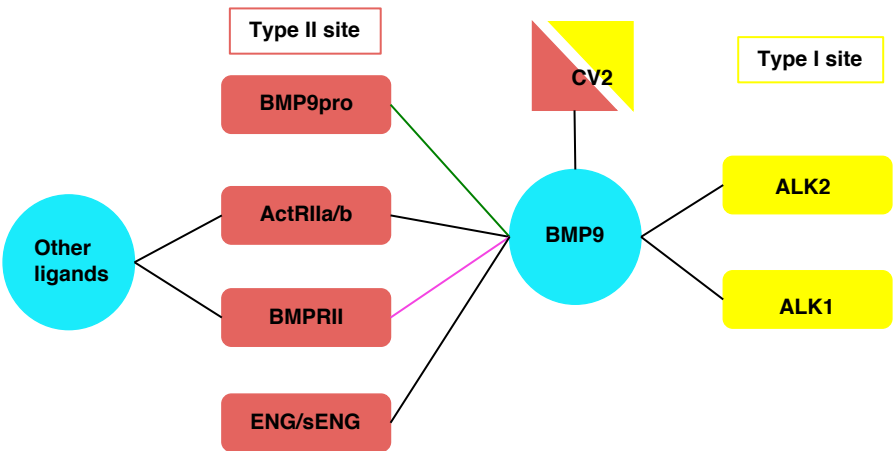 Type II site
CV2
Type I site
BMP9pro
ActRIIa/b
ALK2
Other
ligands
BMP9
BMPRII
ALK1
ENG/sENG